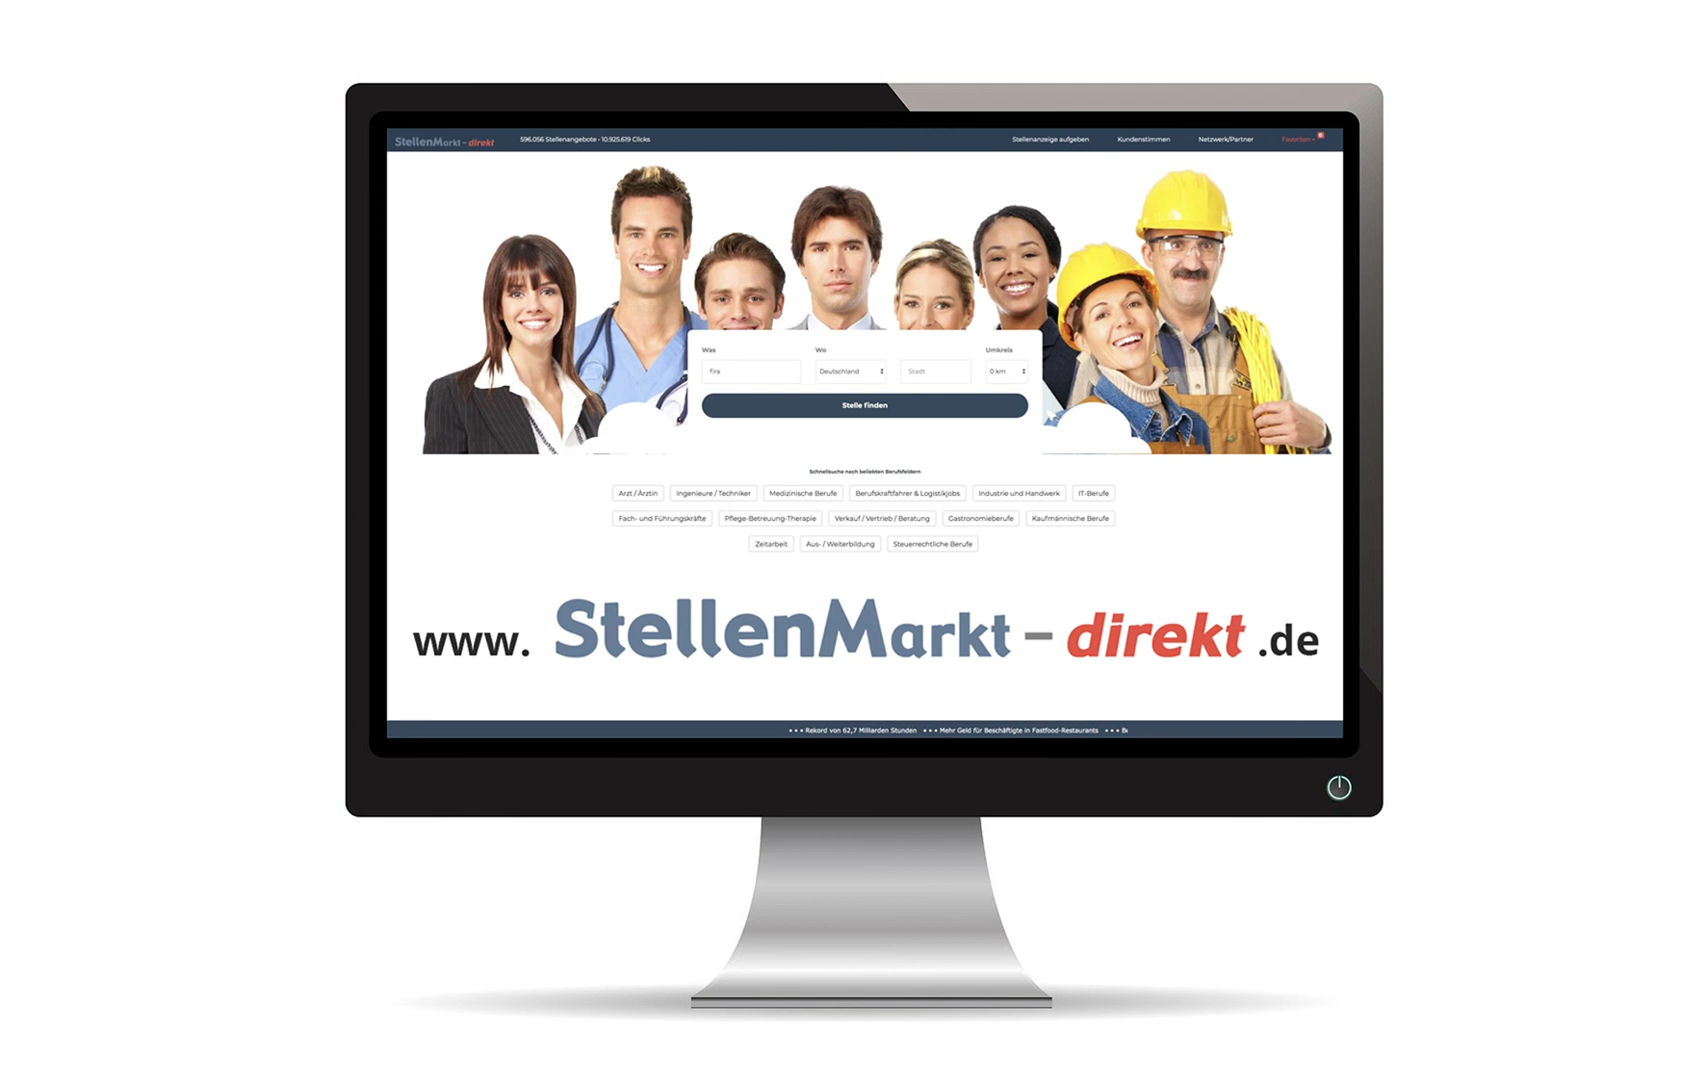 StellenMarkt - direkt 596.056 Stellenangebote - 10.925.619 Clicks Stellenanzeige aufgeben Kundenstimmen Netzwerk/Partner Favoriten
Was Wo Umkreis
fira Deutschland Stadt 0 km
Stelle finden
Schnellsuche nach beliebten Berufsfeldern
Arzt / Ärztin Ingenieure / Techniker Medizinische Berufe Berufskraftfahrer & Logistikjobs Industrie und Handwerk IT-Berufe
Fach- und Führungskräfte Pflege-Betreuung-Therapie Verkauf / Vertrieb / Beratung Gastronomieberufe Kaufmännische Berufe
Zeitarbeit Aus- / Weiterbildung Steuerrechtliche Berufe
www. StellenMarkt - direkt .de
• • • Rekord von 62,7 Milliarden Stunden • • • Mehr Geld für Beschäftigte in Fastfood-Restaurants • • •